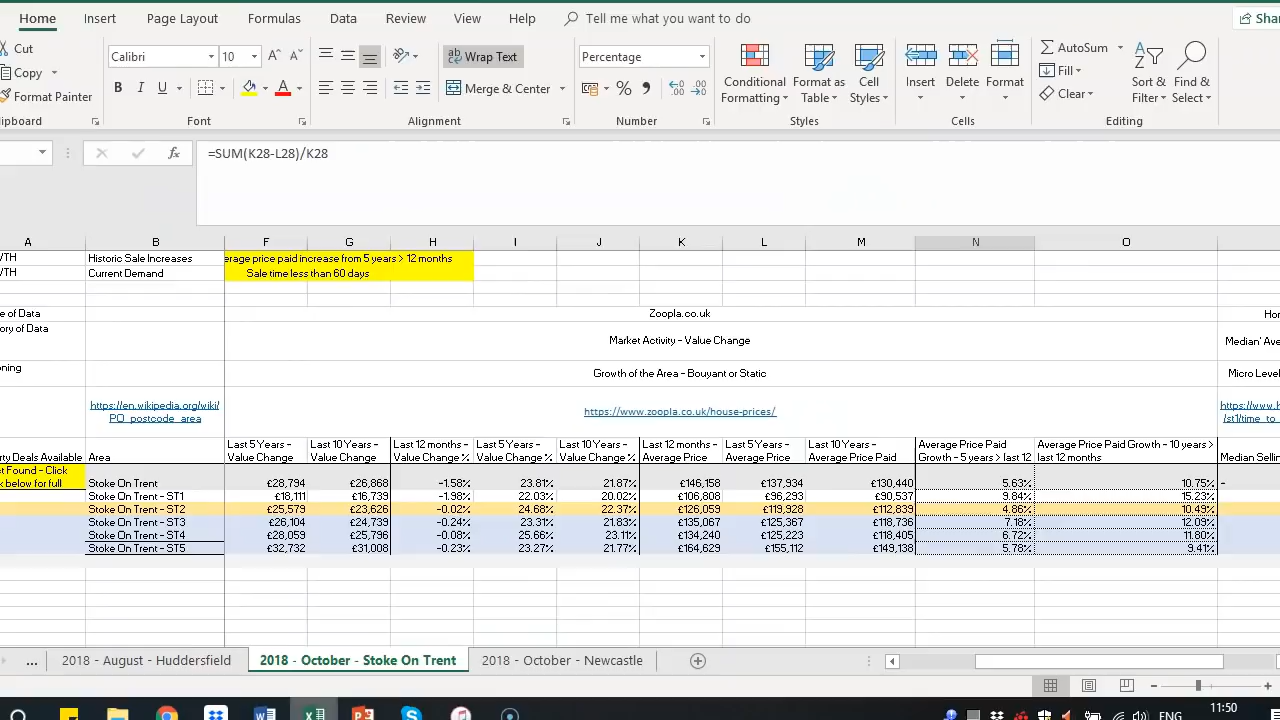 Home Insert Page Layout Formulas Data Review View Help Tell me what you want to do
Cut
Copy
Format Painter
Calibri 10
B I U
Wrap Text
Merge & Center
Percentage
Conditional Formatting
Format as Table
Cell Styles
Insert Delete Format
AutoSum
Fill
Clear
Sort & Filter
Find & Select
Font Alignment Number Styles Cells Editing
fx =SUM(K28-L28)/K28
A B F G H I J K L M N O
Historic Sale Increases
erage price paid increase from 5 years > 12 months
Current Demand
Sale time less than 60 days
e of Data
Zoopla.co.uk
ory of Data
Market Activity - Value Change
Growth of the Area - Bouyant or Static
https://en.wikipedia.org/wiki/
PO_postcode_area
https://www.zoopla.co.uk/house-prices/
/st1/time_to_
rty Deals Available
Area
Last 5 Years - Value Change
Last 10 Years - Value Change
Last 12 months - Value Change %
Last 5 Years - Value Change %
Last 10 Years - Value Change %
Last 12 months - Average Price
Last 5 Years - Average Price
Last 10 Years - Average Price Paid
Average Price Paid Growth - 5 years > last 12
Average Price Paid Growth - 10 years > last 12 months
t Found - Click
k below for full
Stoke On Trent £28,794 £26,868 -1.58% 23.81% 21.87% £146,158 £137,934 £130,440 5.63% 10.75% -
Stoke On Trent - ST1 £18,111 £16,739 -1.98% 22.03% 20.02% £106,808 £96,293 £90,537 9.84% 15.23%
Stoke On Trent - ST2 £25,579 £23,626 -0.02% 24.68% 22.37% £126,059 £119,928 £112,839 4.86% 10.49%
Stoke On Trent - ST3 £26,104 £24,739 -0.24% 23.31% 21.83% £135,067 £125,367 £118,736 7.18% 12.09%
Stoke On Trent - ST4 £28,059 £25,796 -0.08% 25.66% 23.11% £134,240 £125,223 £118,405 6.72% 11.80%
Stoke On Trent - ST5 £32,732 £31,008 -0.23% 23.27% 21.77% £164,629 £155,112 £149,138 5.78% 9.41%
... 2018 - August - Huddersfield 2018 - October - Stoke On Trent 2018 - October - Newcastle
ENG 11:50